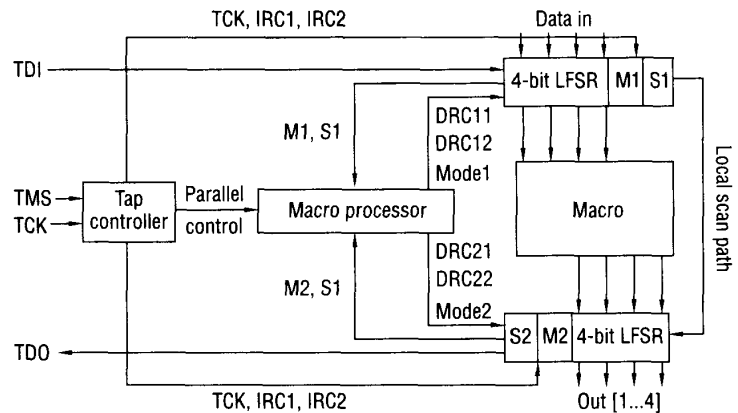 TCK, IRC1, IRC2
Data in
TDI
4-bit LFSR
M1
S1
M1, S1
DRC11
DRC12
Mode1
Local scan path
TMS
TCK
Tap
controller
Parallel
control
Macro processor
Macro
M2, S1
DRC21
DRC22
Mode2
S2
M2
4-bit LFSR
TDO
TCK, IRC1, IRC2
Out [1...4]